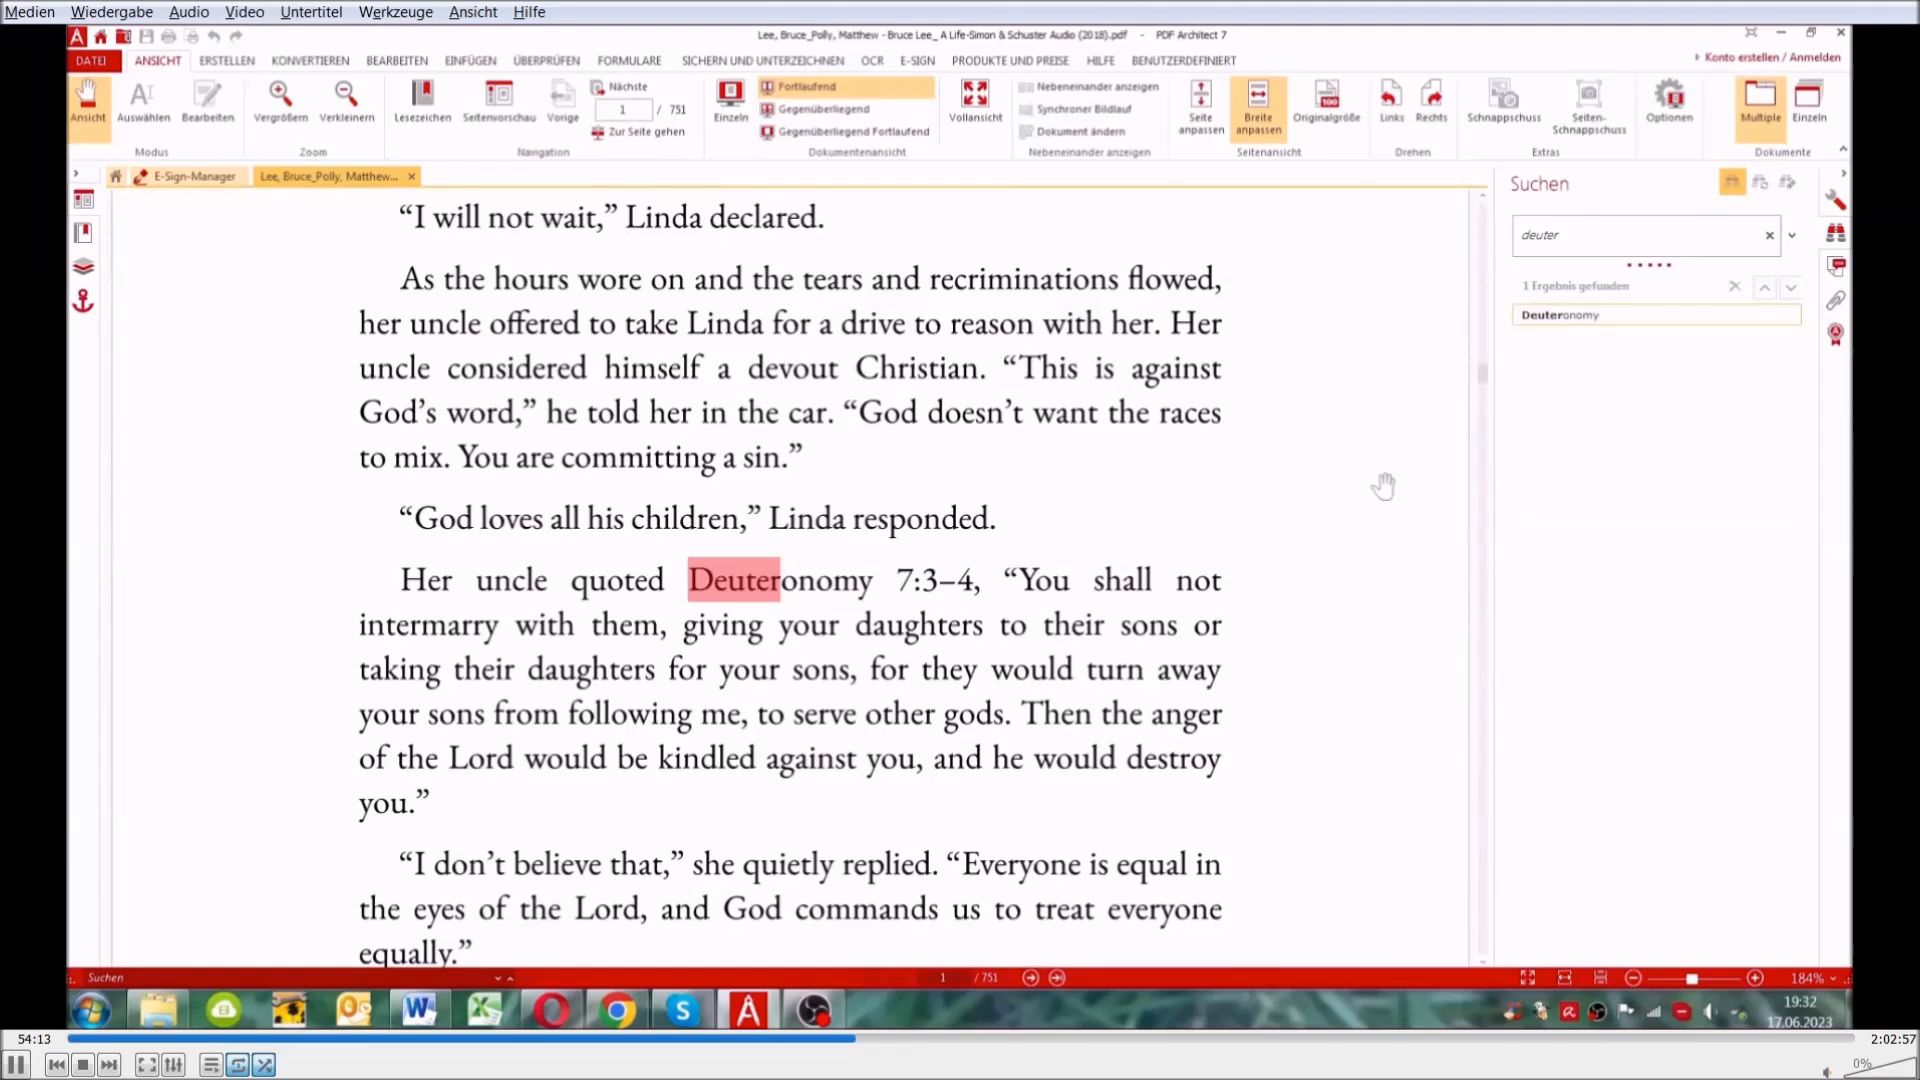 Medien Wiedergabe Audio Video Untertitel Werkzeuge Ansicht Hilfe
Lee, Bruce_Polly, Matthew - Bruce Lee_ A Life-Simon & Schuster Audio (2018).pdf - PDF Architect 7
DATEI ANSICHT ERSTELLEN KONVERTIEREN BEARBEITEN EINFÜGEN ÜBERPRÜFEN FORMULARE SICHERN UND UNTERZEICHNEN OCR E-SIGN PRODUKTE UND PREISE HILFE BENUTZERDEFINIERT Konto erstellen / Anmelden
Ansicht Auswählen Bearbeiten
Modus
Vergrößern Verkleinern
Zoom
Lesezeichen Seitenvorschau Vorige
Nächste
1 / 751
Zur Seite gehen
Navigation
Einzeln
Fortlaufend
Gegenüberliegend
Gegenüberliegend Fortlaufend
Dokumentenansicht
Vollansicht
Nebeneinander anzeigen
Synchroner Bildlauf
Dokument ändern
Nebeneinander anzeigen
Seite anpassen
Breite anpassen
Originalgröße
Seitenansicht
Links Rechts
Drehen
Schnappschuss
Seiten-
Schnappschuss
Extras
Optionen
Multiple Einzeln
Dokumente
E-Sign-Manager
Lee, Bruce_Polly, Matthew...
“I will not wait,” Linda declared.
As the hours wore on and the tears and recriminations flowed,
her uncle offered to take Linda for a drive to reason with her. Her
uncle considered himself a devout Christian. “This is against
God’s word,” he told her in the car. “God doesn’t want the races
to mix. You are committing a sin.”
“God loves all his children,” Linda responded.
Her uncle quoted Deuteronomy 7:3–4, “You shall not
intermarry with them, giving your daughters to their sons or
taking their daughters for your sons, for they would turn away
your sons from following me, to serve other gods. Then the anger
of the Lord would be kindled against you, and he would destroy
you.”
“I don’t believe that,” she quietly replied. “Everyone is equal in
the eyes of the Lord, and God commands us to treat everyone
equally.”
Suchen
deuter
1 Ergebnis gefunden
Deuteronomy
Suchen
1 / 751
184%
19:32
17.06.2023
54:13
2:02:57
0%